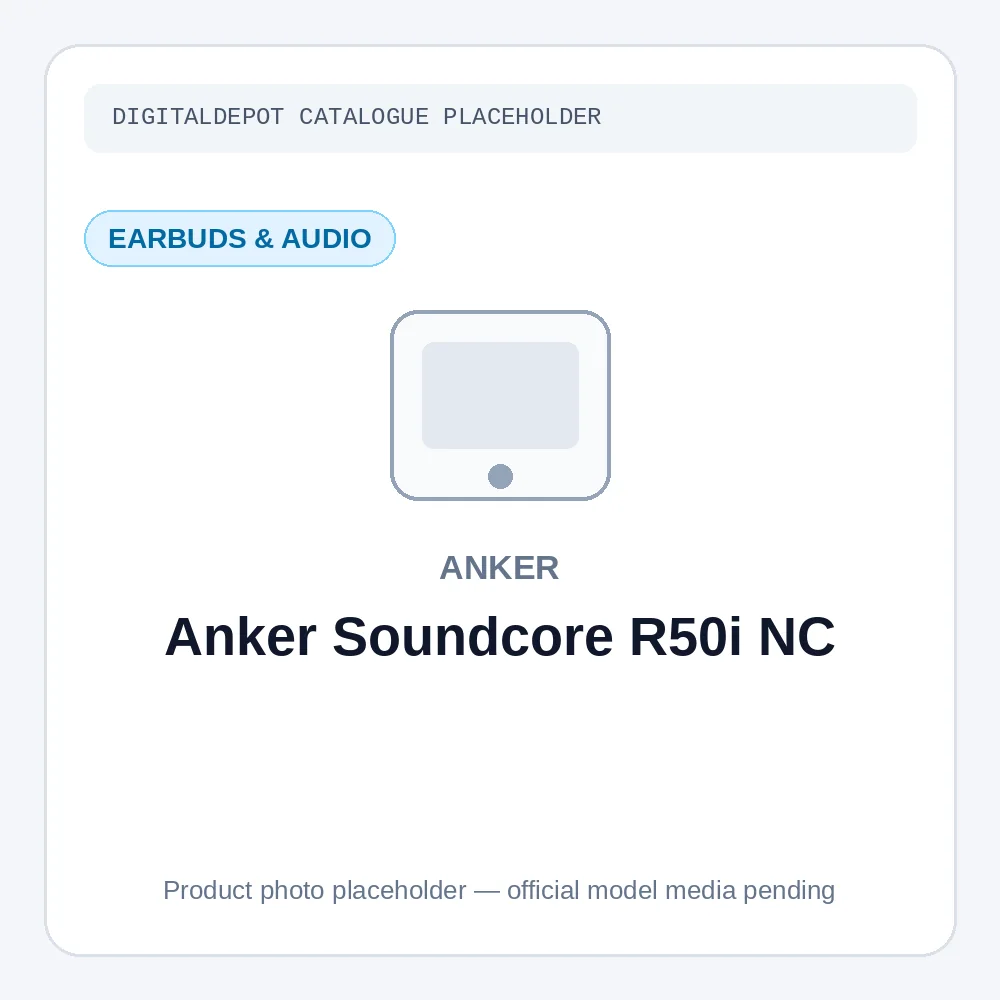 DIGITALDEPOT CATALOGUE PLACEHOLDER
EARBUDS & AUDIO
ANKER
Anker Soundcore R50i NC
Product photo placeholder — official model media pending